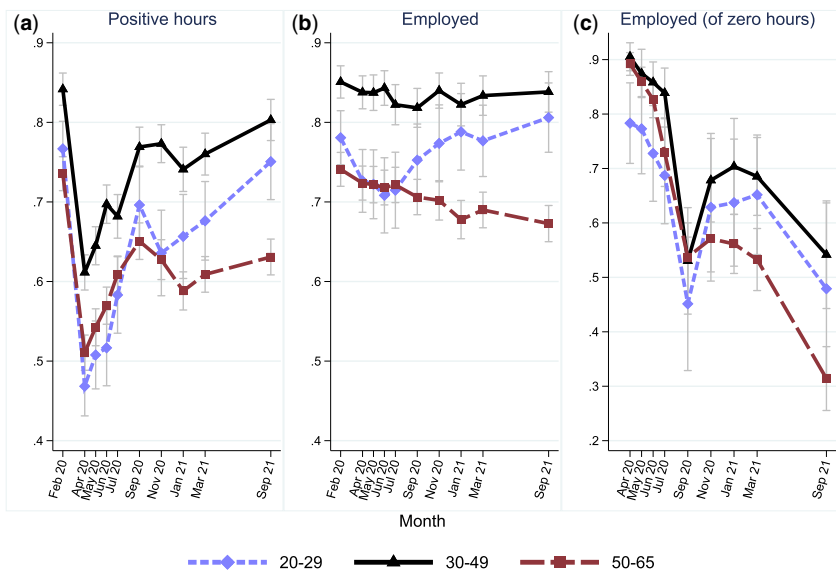 (a) Positive hours
(b) Employed
(c) Employed (of zero hours)
.9
.8
.7
.6
.5
.4
Feb 20
Apr 20
May 20
Jun 20
Jul 20
Sep 20
Nov 20
Jan 21
Mar 21
Sep 21
.9
.8
.7
.6
.5
.4
Feb 20
Apr 20
May 20
Jun 20
Jul 20
Sep 20
Nov 20
Jan 21
Mar 21
Sep 21
.9
.8
.7
.6
.5
.4
.3
.2
Apr 20
May 20
Jun 20
Jul 20
Sep 20
Nov 20
Jan 21
Mar 21
Sep 21
Month
20-29
30-49
50-65